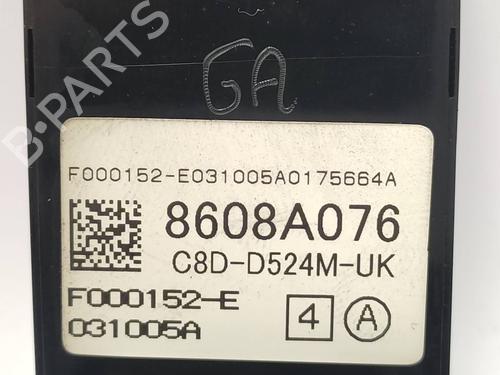 GA
B-PARTS
F000152-E031005A0175664A
8608A076
C8D-D524M-UK
F000152-E
031005A
4 A